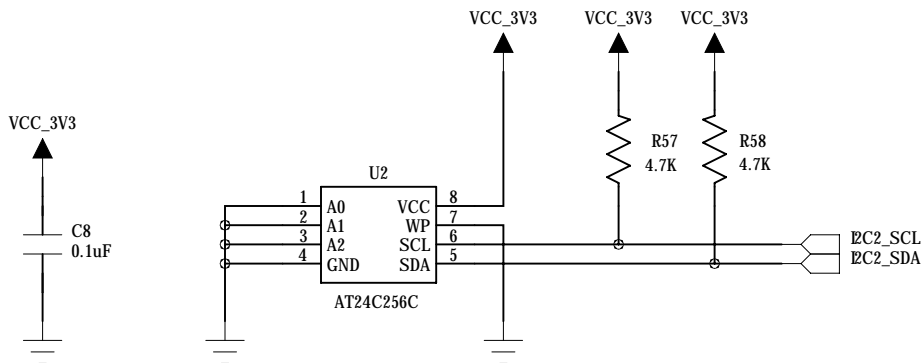 VCC_3V3 VCC_3V3 VCC_3V3
VCC_3V3
C8
0.1uF
U2
1 A0 VCC 8
2 A1 WP 7
3 A2 SCL 6
4 GND SDA 5
AT24C256C
R57
4.7K
R58
4.7K
I2C2_SCL
I2C2_SDA